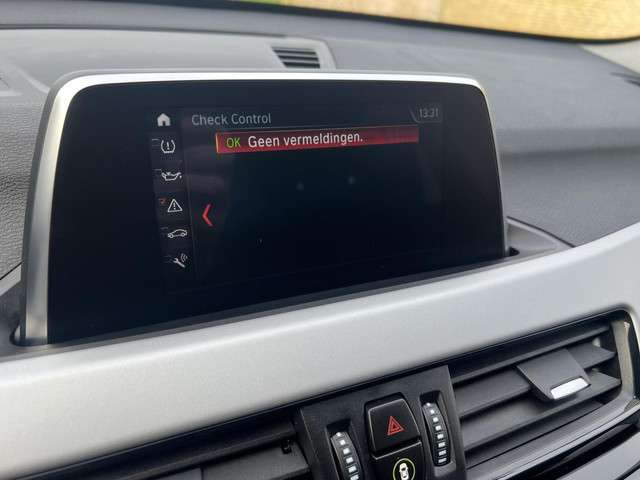 Check Control
13:31
OK Geen vermeldingen.